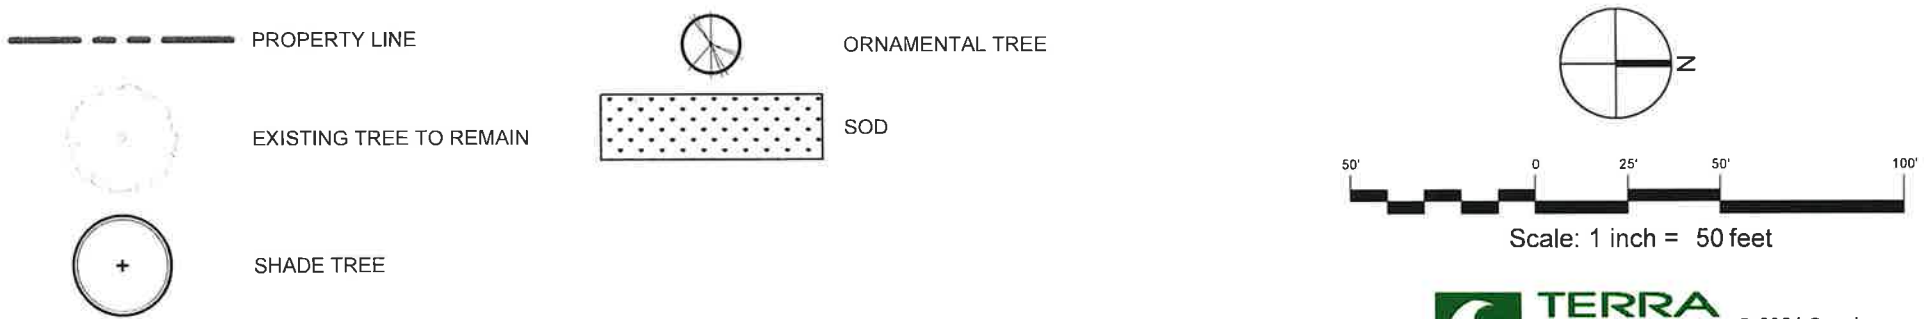 PROPERTY LINE
EXISTING TREE TO REMAIN
SHADE TREE
ORNAMENTAL TREE
SOD
N
50' 0 25' 50' 100'
Scale: 1 inch = 50 feet
TERRA